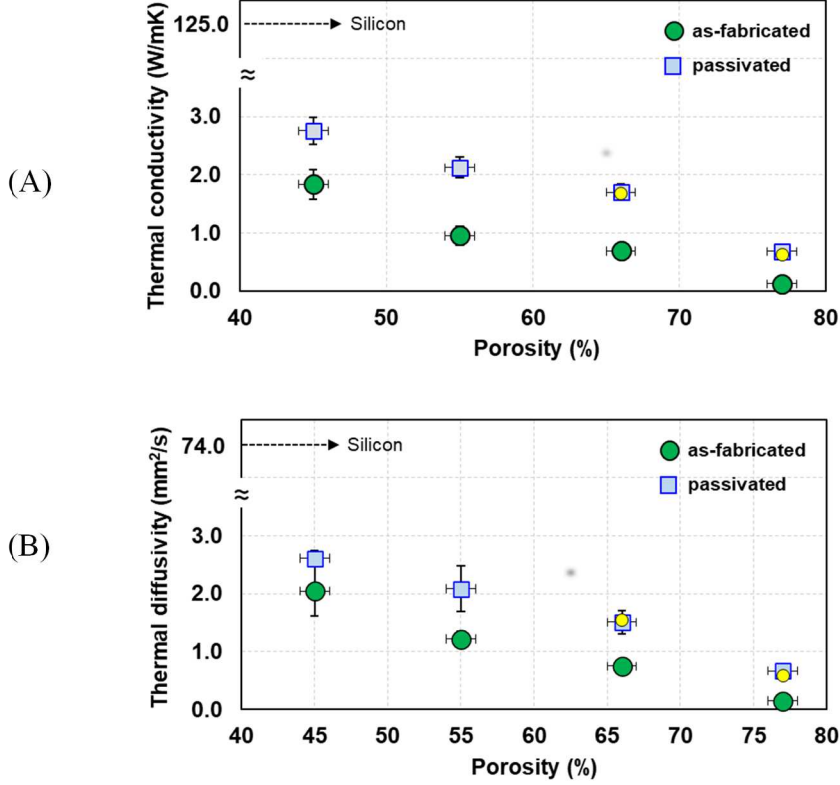 (A)
Thermal conductivity (W/mK)
125.0
Silicon
as-fabricated
passivated
≈
3.0
2.0
1.0
0.0
40 50 60 70 80
Porosity (%)
(B)
Thermal diffusivity (mm²/s)
74.0
Silicon
as-fabricated
passivated
≈
3.0
2.0
1.0
0.0
40 45 50 55 60 65 70 75 80
Porosity (%)